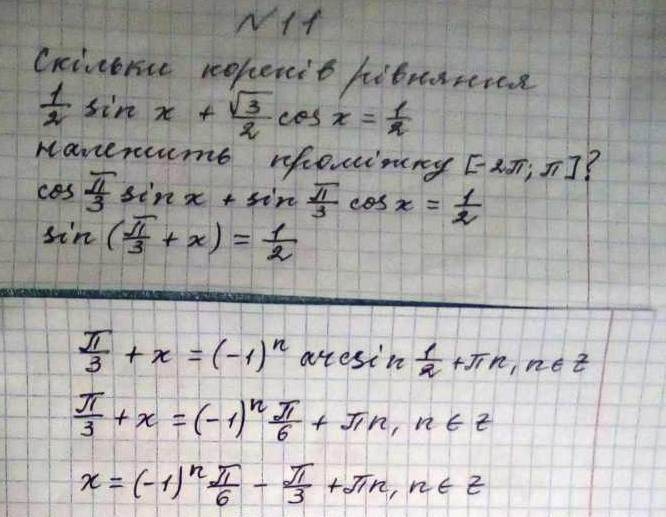 № 11
Скільки коренів рівняння
1/2 sin x + √3/2 cos x = 1/2
належить проміжку [-2π; π]?
cos π/3 sin x + sin π/3 cos x = 1/2
sin (π/3 + x) = 1/2
π/3 + x = (-1)ⁿ arcsin 1/2 + πn, n ∈ Z
π/3 + x = (-1)ⁿ π/6 + πn, n ∈ Z
x = (-1)ⁿ π/6 - π/3 + πn, n ∈ Z